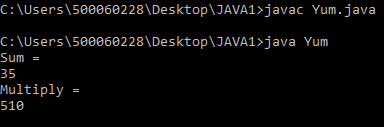 C:\Users\500060228\Desktop\JAVA1>javac Yum.java
C:\Users\500060228\Desktop\JAVA1>java Yum
Sum =
35
Multiply =
510